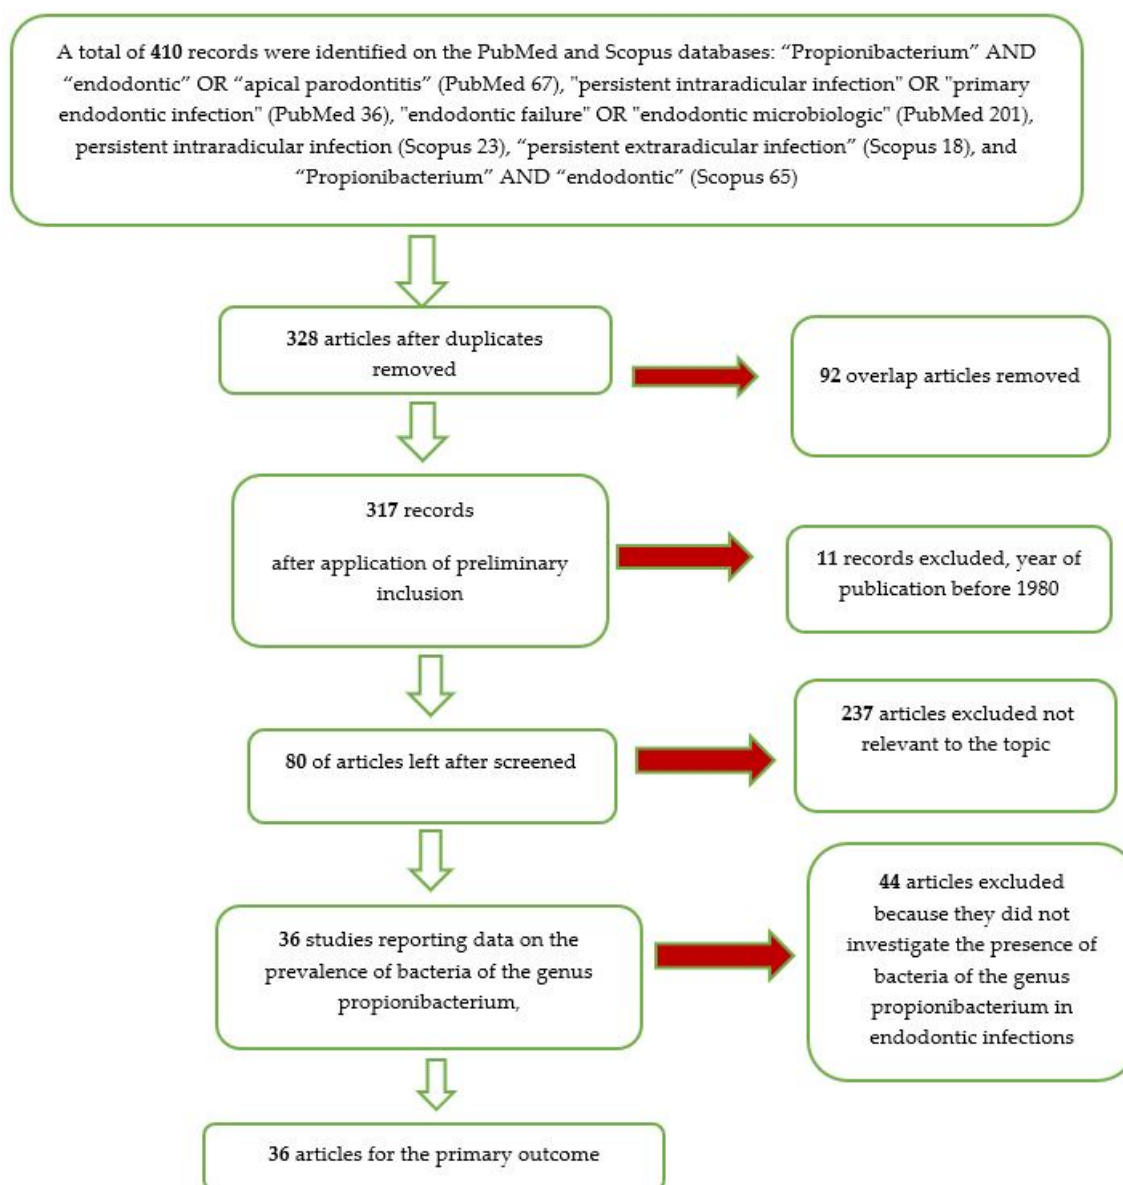 A total of 410 records were identified on the PubMed and Scopus databases: “Propionibacterium” AND
“endodontic” OR “apical parodontitis” (PubMed 67), "persistent intraradicular infection" OR "primary
endodontic infection" (PubMed 36), "endodontic failure" OR "endodontic microbiologic" (PubMed 201),
persistent intraradicular infection (Scopus 23), “persistent extraradicular infection” (Scopus 18), and
“Propionibacterium” AND “endodontic” (Scopus 65)
328 articles after duplicates
removed
92 overlap articles removed
317 records
after application of preliminary
inclusion
11 records excluded, year of
publication before 1980
80 of articles left after screened
237 articles excluded not
relevant to the topic
36 studies reporting data on the
prevalence of bacteria of the genus
propionibacterium,
44 articles excluded
because they did not
investigate the presence of
bacteria of the genus
propionibacterium in
endodontic infections
36 articles for the primary outcome